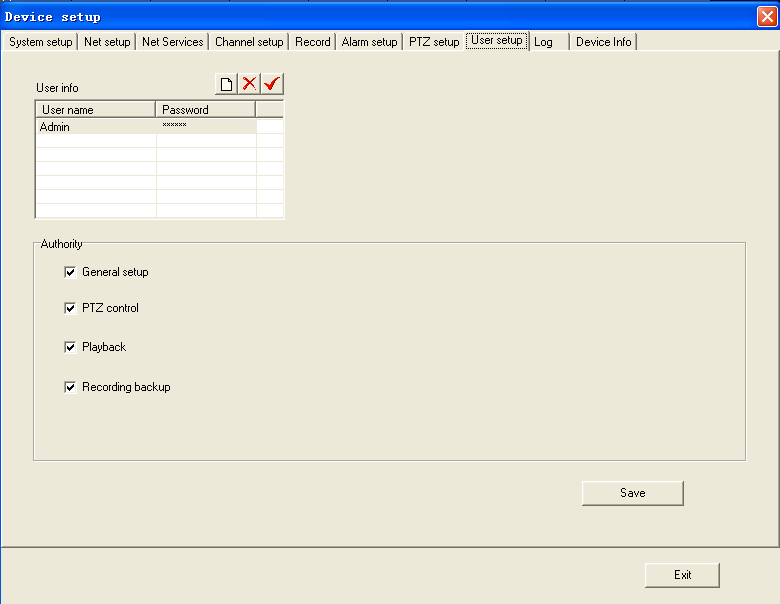 Device setup
System setup Net setup Net Services Channel setup Record Alarm setup PTZ setup User setup Log Device Info
User info
User name Password
Admin ××××××
Authority
General setup
PTZ control
Playback
Recording backup
Save
Exit